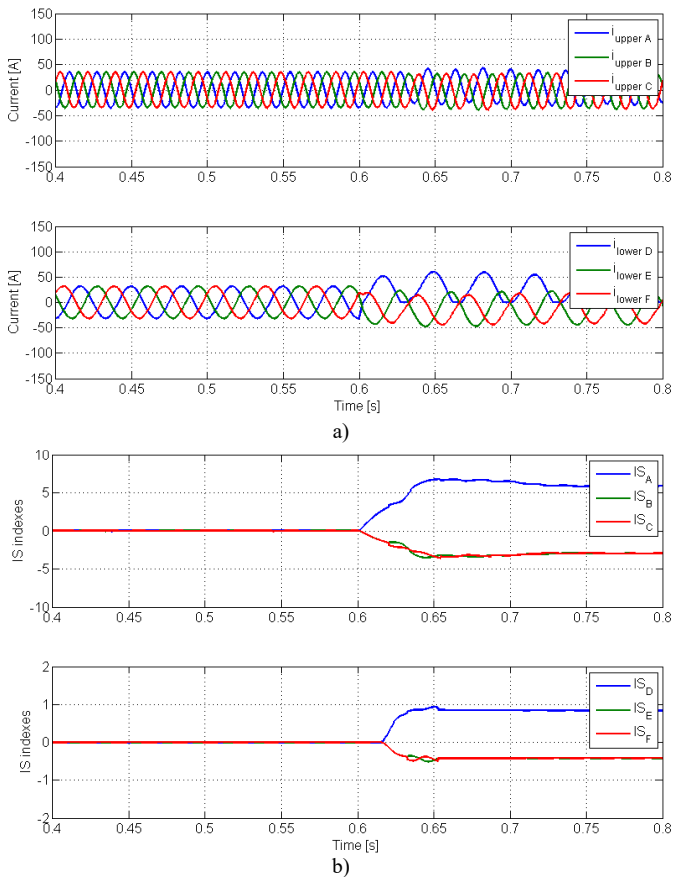 150
100
50
0
-50
-100
-150
Current [A]
i upper A
i upper B
i upper C
0.4 0.45 0.5 0.55 0.6 0.65 0.7 0.75 0.8
150
100
50
0
-50
-100
-150
Current [A]
i lower D
i lower E
i lower F
0.4 0.45 0.5 0.55 0.6 0.65 0.7 0.75 0.8
Time [s]
a)
10
5
0
-5
-10
IS indexes
IS A
IS B
IS C
0.4 0.45 0.5 0.55 0.6 0.65 0.7 0.75 0.8
2
1
0
-1
-2
IS indexes
IS D
IS E
IS F
0.4 0.45 0.5 0.55 0.6 0.65 0.7 0.75 0.8
Time [s]
b)